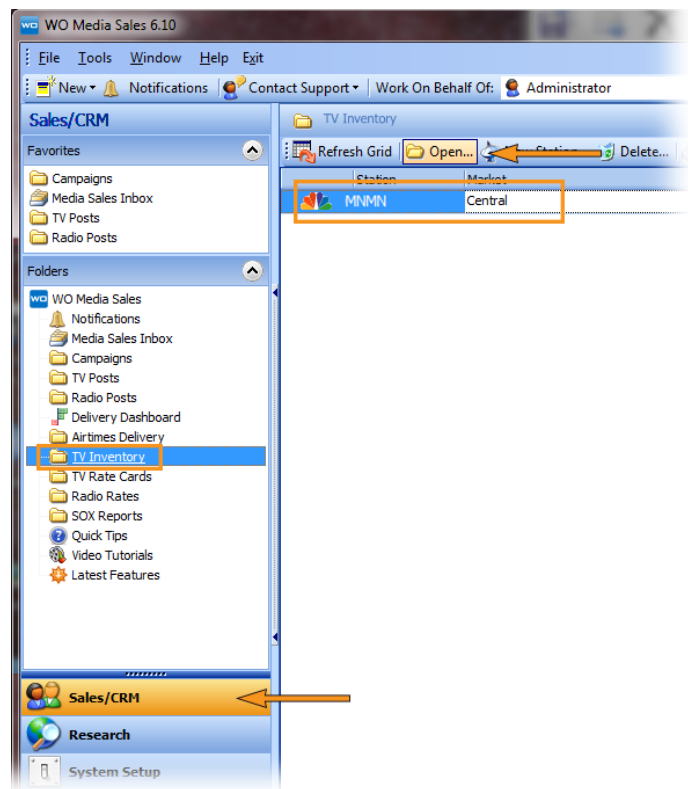 WO WO Media Sales 6.10
File Tools Window Help Exit
New Notifications Contact Support Work On Behalf Of: Administrator
Sales/CRM
TV Inventory
Favorites
Refresh Grid Open... New Station Delete...
Station Market
MNMN Central
Campaigns
Media Sales Inbox
TV Posts
Radio Posts
Folders
WO WO Media Sales
Notifications
Media Sales Inbox
Campaigns
TV Posts
Radio Posts
Delivery Dashboard
Airtimes Delivery
TV Inventory
TV Rate Cards
Radio Rates
SOX Reports
Quick Tips
Video Tutorials
Latest Features
Sales/CRM
Research
System Setup